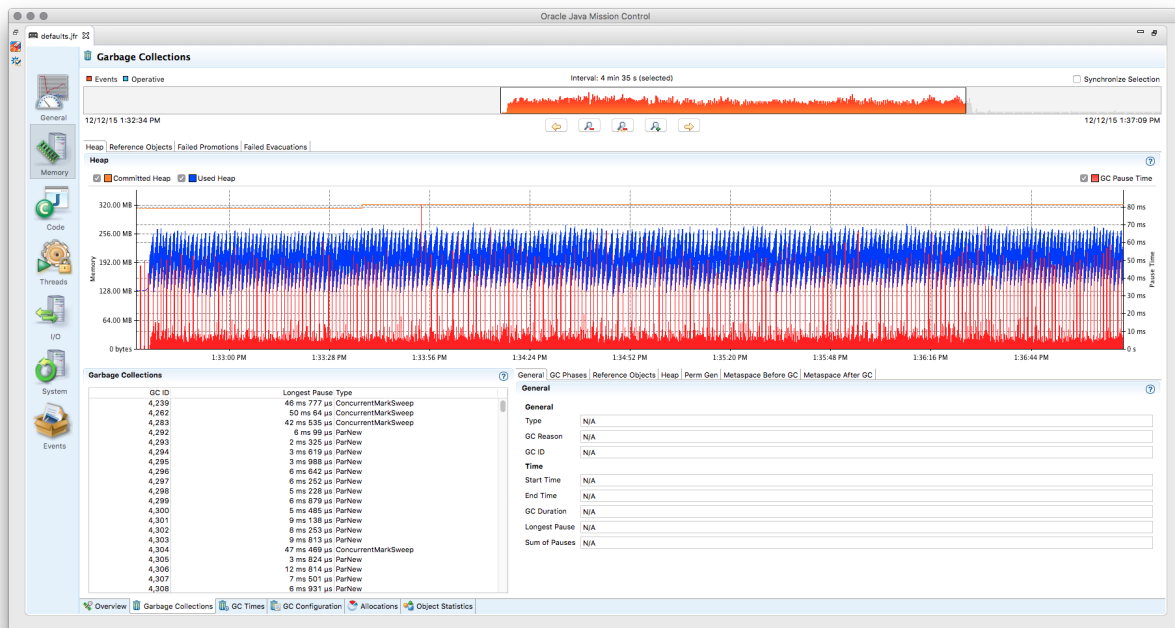 Oracle Java Mission Control
defaults.jfr
Garbage Collections
Events Operative Interval: 4 min 35 s (selected) Synchronize Selection
12/12/15 1:32:34 PM 12/12/15 1:37:09 PM
General
Memory
Code
Threads
I/O
System
Events
Heap Reference Objects Failed Promotions Failed Evacuations
Heap
Committed Heap Used Heap GC Pause Time
320.00 MB
256.00 MB
192.00 MB
128.00 MB
64.00 MB
0 bytes
Memory
80 ms
70 ms
60 ms
50 ms
40 ms
30 ms
20 ms
10 ms
0 s
Pause Time
1:33:00 PM 1:33:28 PM 1:33:56 PM 1:34:24 PM 1:34:52 PM 1:35:20 PM 1:35:48 PM 1:36:16 PM 1:36:44 PM
Garbage Collections
GC ID Longest Pause Type
4,239 46 ms 777 µs ConcurrentMarkSweep
4,262 50 ms 64 µs ConcurrentMarkSweep
4,283 42 ms 535 µs ConcurrentMarkSweep
4,292 6 ms 99 µs ParNew
4,293 2 ms 325 µs ParNew
4,294 3 ms 619 µs ParNew
4,295 3 ms 988 µs ParNew
4,296 6 ms 642 µs ParNew
4,297 6 ms 252 µs ParNew
4,298 5 ms 228 µs ParNew
4,299 6 ms 879 µs ParNew
4,300 5 ms 485 µs ParNew
4,301 9 ms 138 µs ParNew
4,302 8 ms 253 µs ParNew
4,303 9 ms 813 µs ParNew
4,304 47 ms 469 µs ConcurrentMarkSweep
4,305 3 ms 824 µs ParNew
4,306 12 ms 814 µs ParNew
4,307 7 ms 501 µs ParNew
4,308 6 ms 931 µs ParNew
General GC Phases Reference Objects Heap Perm Gen Metaspace Before GC Metaspace After GC
General
General
Type N/A
GC Reason N/A
GC ID N/A
Time
Start Time N/A
End Time N/A
GC Duration N/A
Longest Pause N/A
Sum of Pauses N/A
Overview Garbage Collections GC Times GC Configuration Allocations Object Statistics